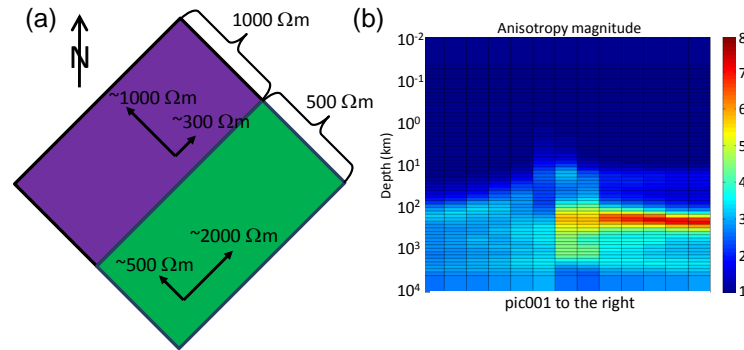 (a)
N
1000 Ωm
500 Ωm
~1000 Ωm
~300 Ωm
~2000 Ωm
~500 Ωm
(b)
Anisotropy magnitude
Depth (km)
10-2
10-1
100
101
102
103
104
8
7
6
5
4
3
2
1
pic001 to the right